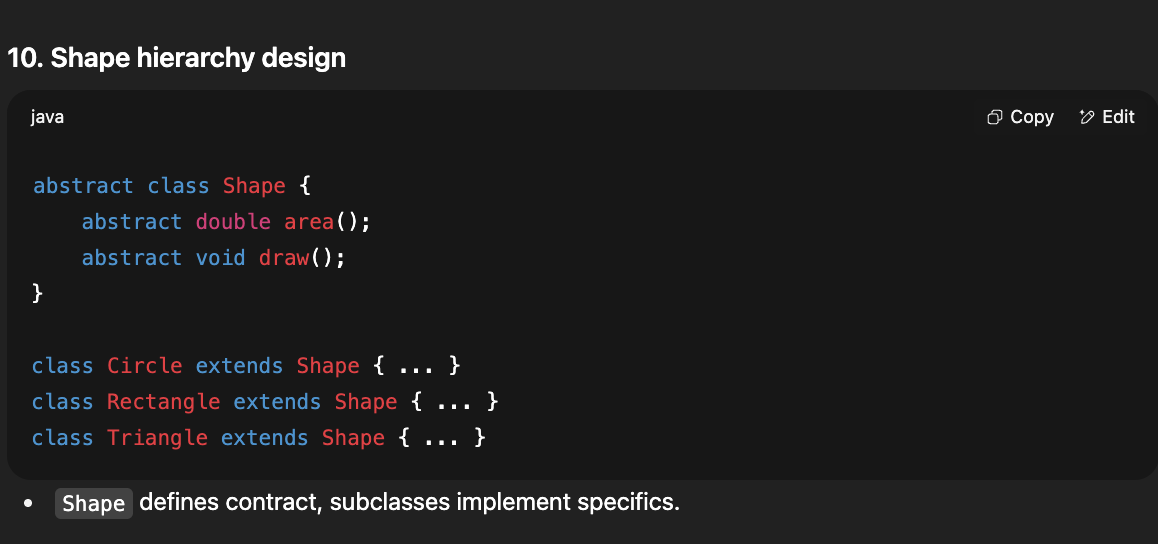 10. Shape hierarchy design
java
Copy
Edit
abstract class Shape {
    abstract double area();
    abstract void draw();
}
class Circle extends Shape { ... }
class Rectangle extends Shape { ... }
class Triangle extends Shape { ... }
• Shape defines contract, subclasses implement specifics.